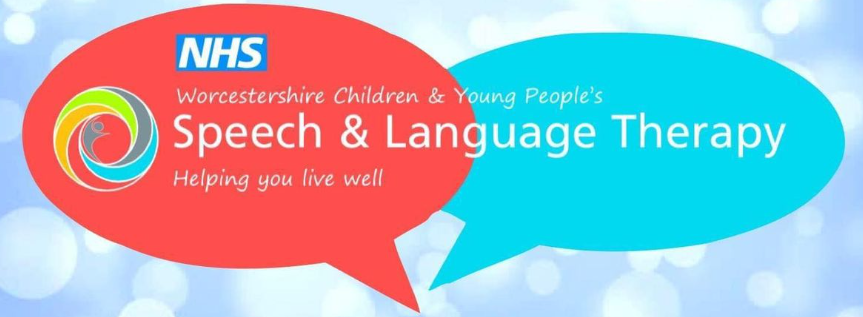 NHS
Worcestershire Children & Young People's
Speech & Language Therapy
Helping you live well